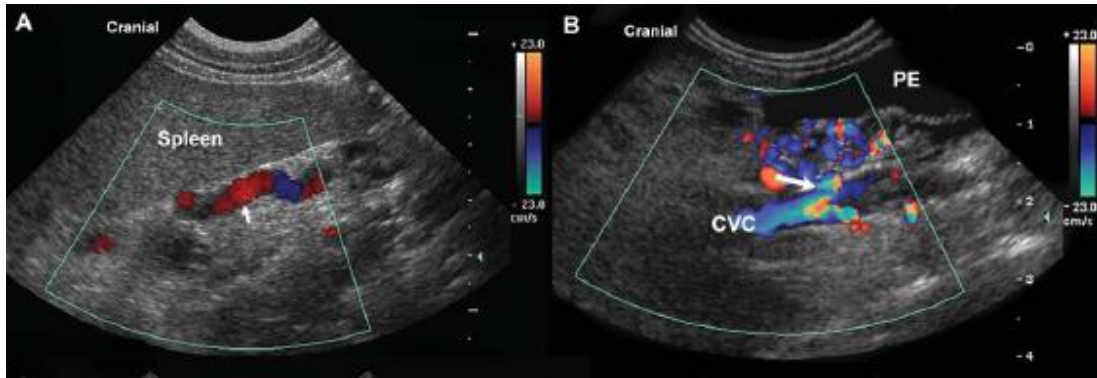 A
Cranial
Spleen
+ 23.0
- 23.0
cm/s
B
Cranial
PE
CVC
+ 23.0
- 23.0
cm/s
0
1
2
3
4